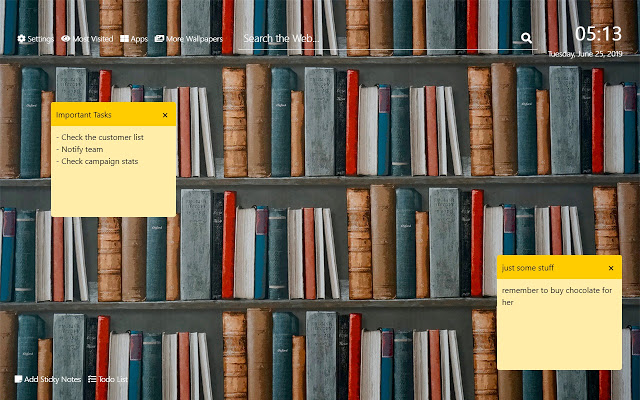 Settings Most Visited Apps More Wallpapers Search the Web... 05:13
Tuesday, June 25, 2019
Important Tasks ×
- Check the customer list
- Notify team
- Check campaign stats
just some stuff ×
remember to buy chocolate for
her
Add Sticky Notes Todo List